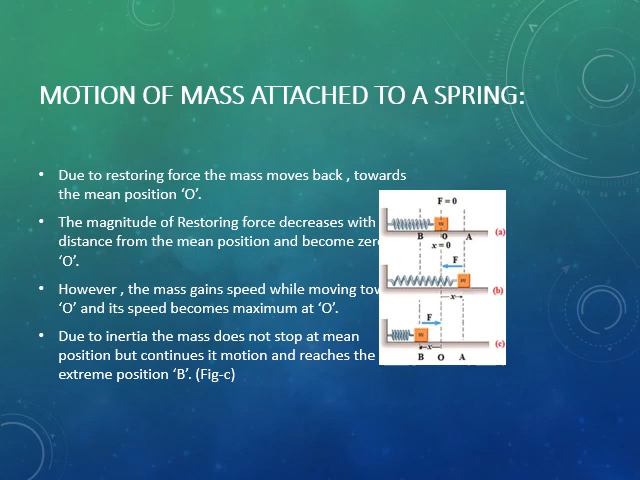 MOTION OF MASS ATTACHED TO A SPRING:
• Due to restoring force the mass moves back , towards
the mean position ‘O’.
• The magnitude of Restoring force decreases with
distance from the mean position and become
‘O’.
• However , the mass gains speed while moving
‘O’ and its speed becomes maximum at ‘O’.
• Due to inertia the mass does not stop at mean
position but continues it motion and reaches the
extreme position ‘B’. (Fig-c)
F = 0
m
(a)
B O A
x = 0
F
m
x
(b)
F
m
x
(c)
B O A